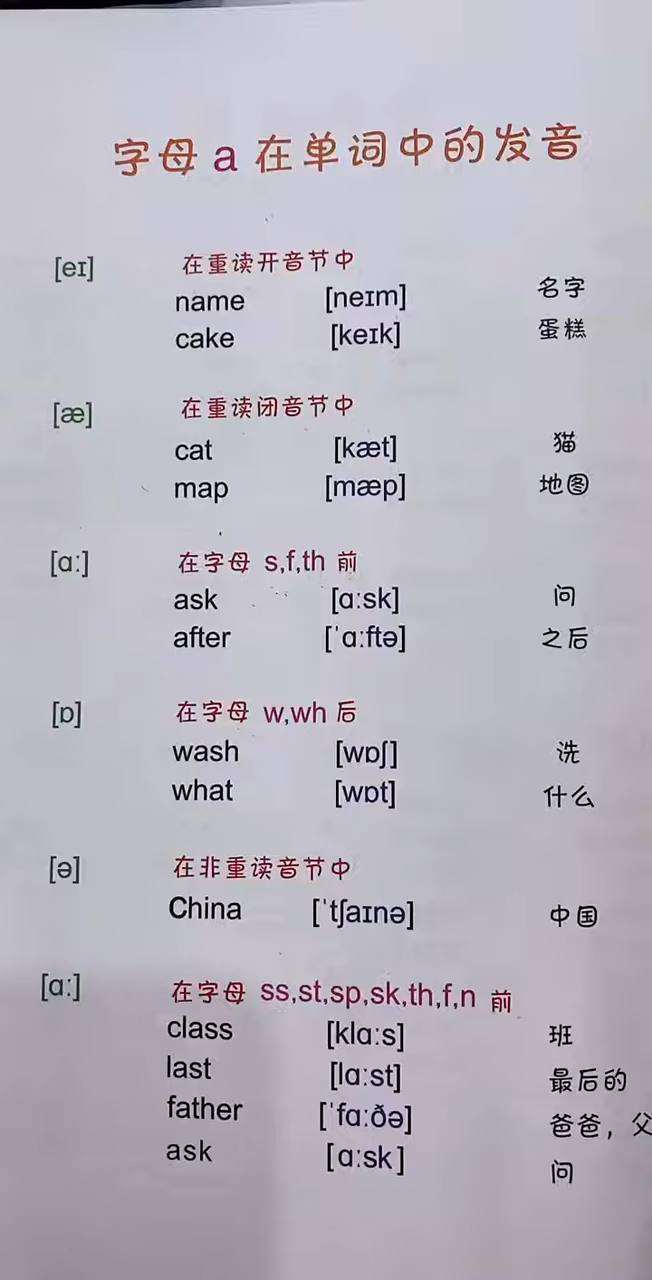 字母 a 在单词中的发音
[eɪ] 在重读开音节中
name [neɪm] 名字
cake [keɪk] 蛋糕
[æ] 在重读闭音节中
cat [kæt] 猫
map [mæp] 地图
[ɑː] 在字母 s,f,th 前
ask [ɑːsk] 问
after [ˈɑːftə] 之后
[ɒ] 在字母 w,wh 后
wash [wɒʃ] 洗
what [wɒt] 什么
[ə] 在非重读音节中
China [ˈtʃaɪnə] 中国
[ɑː] 在字母 ss,st,sp,sk,th,f,n 前
class [klɑːs] 班
last [lɑːst] 最后的
father [ˈfɑːðə] 爸爸，父
ask [ɑːsk] 问